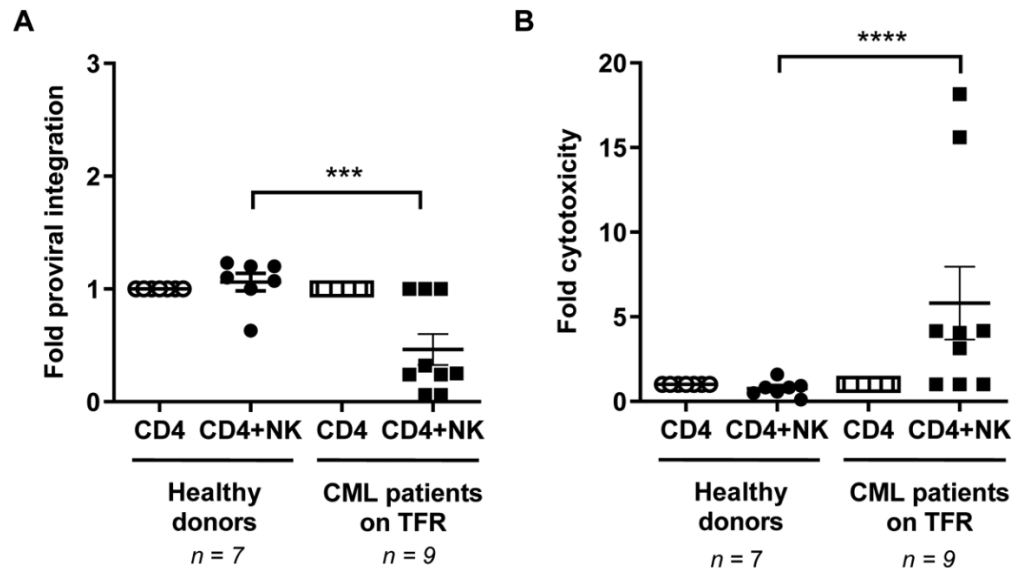 A
Fold proviral integration
3
2
1
0
***
CD4 CD4+NK CD4 CD4+NK
Healthy
donors
n = 7
CML patients
on TFR
n = 9
B
Fold cytotoxicity
20
15
10
5
0
****
CD4 CD4+NK CD4 CD4+NK
Healthy
donors
n = 7
CML patients
on TFR
n = 9